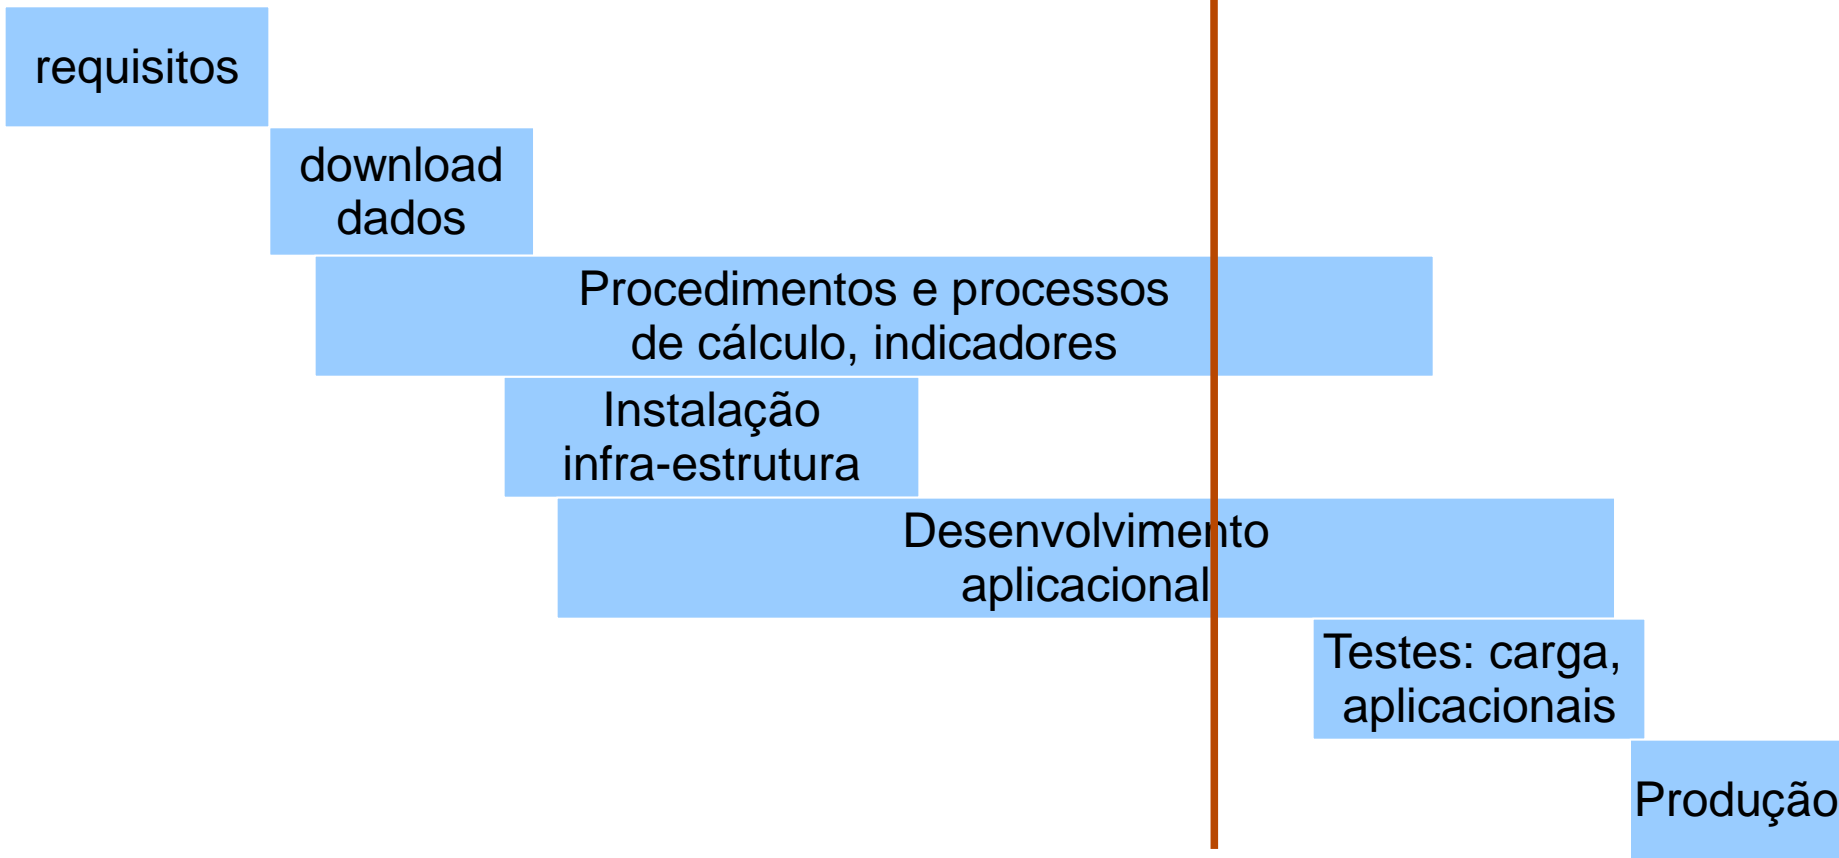 requisitos
download
dados
Procedimentos e processos
de cálculo, indicadores
Instalação
infra-estrutura
Desenvolvimento
aplicacional
Testes: carga,
aplicacionais
Produção